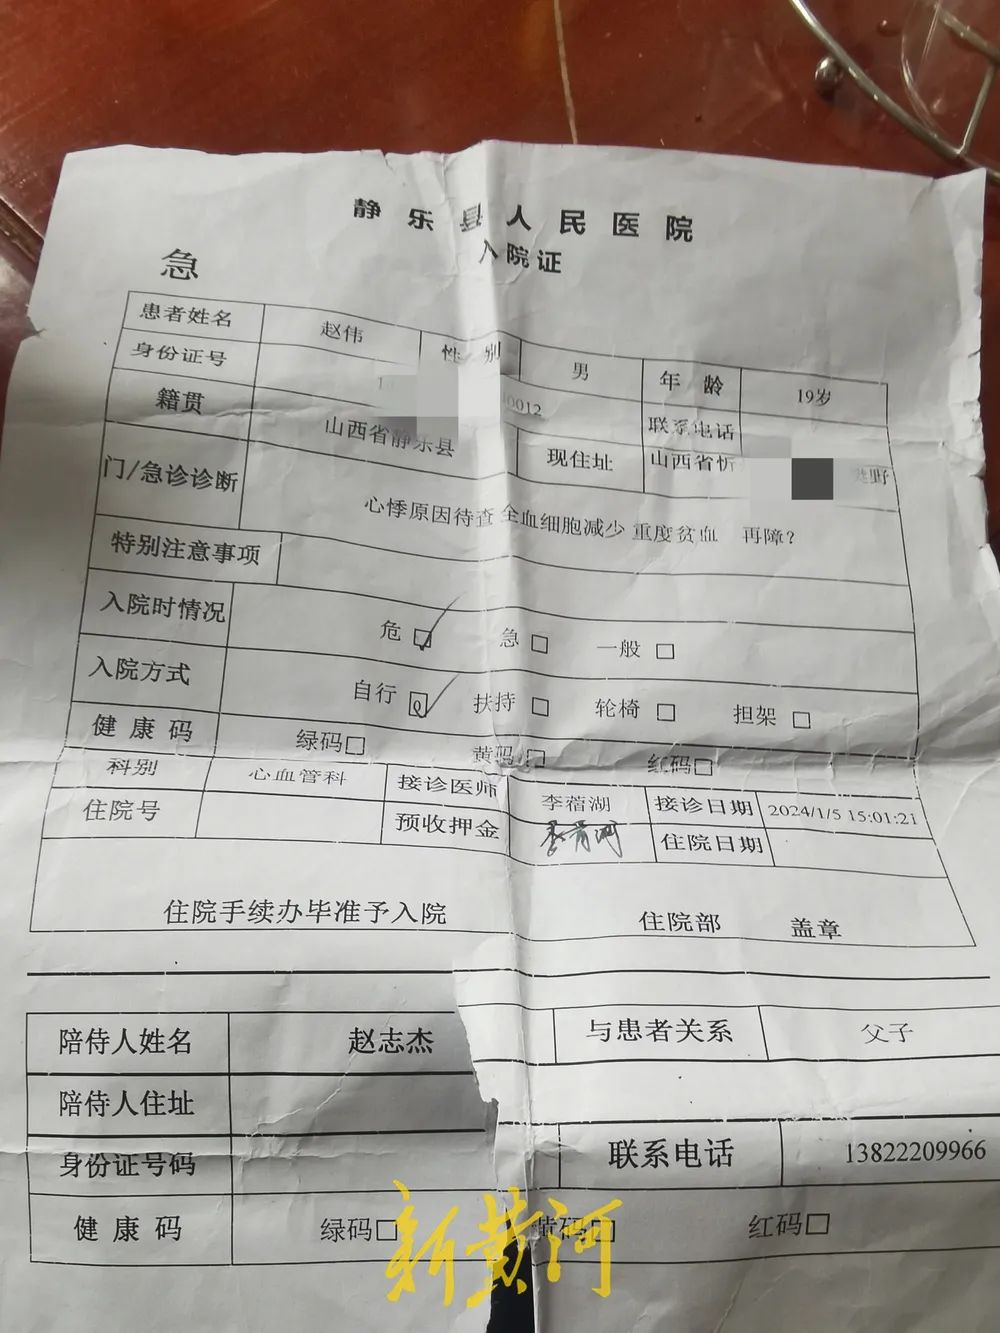 静乐县人民医院
急 入院证
患者姓名 赵伟 性 别 男 年 龄 19岁
身份证号 1 10012 联系电话
籍贯 山西省静乐县 现住址 山西省忻 野
门/急诊诊断 心悸原因待查 全血细胞减少 重度贫血 再障?
特别注意事项
入院时情况 危☑ 急□ 一般□
入院方式 自行☑ 扶持□ 轮椅□ 担架□
健康码 绿码□ 黄码□ 红码□
科别 心血管科 接诊医师 李蓿湖 接诊日期 2024/1/5 15:01:21
住院号 预收押金 住院日期
住院手续办毕准予入院 住院部 盖章
陪侍人姓名 赵志杰 与患者关系 父子
陪侍人住址
身份证号码 联系电话 13822209966
健康码 绿码□ 黄码□ 红码□
新黄河